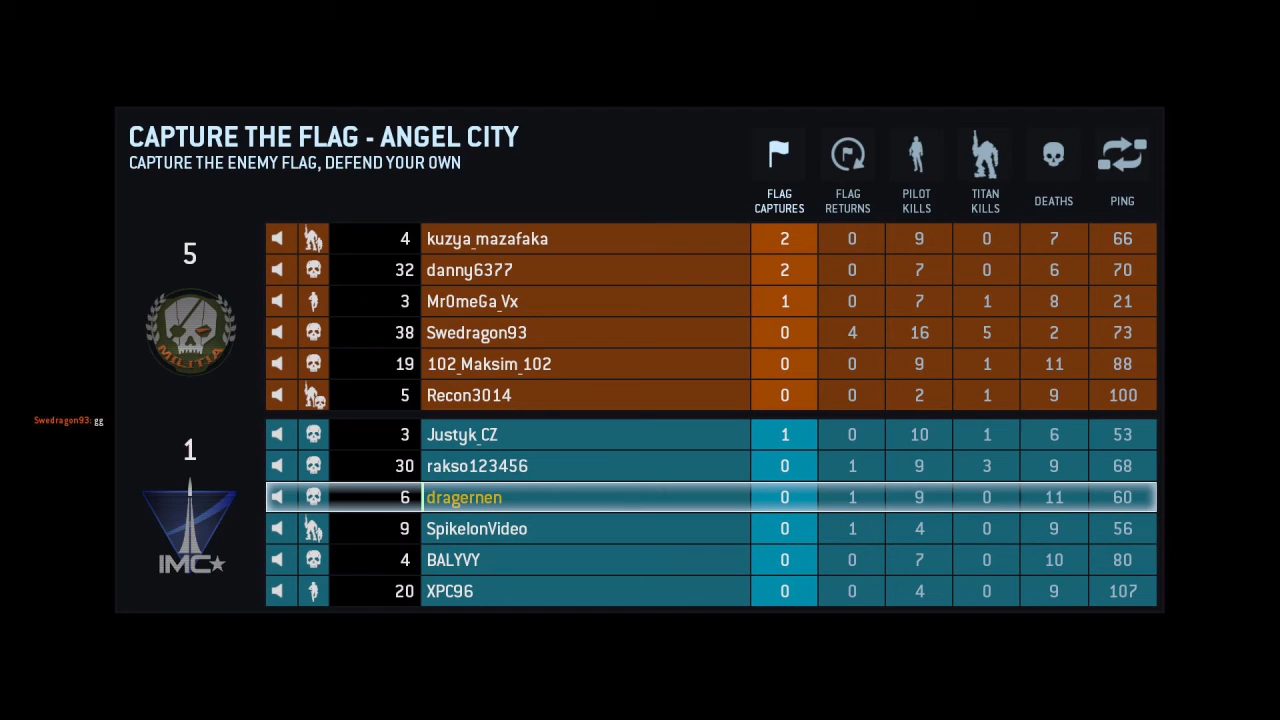 CAPTURE THE FLAG - ANGEL CITY
CAPTURE THE ENEMY FLAG, DEFEND YOUR OWN
FLAG CAPTURES FLAG RETURNS PILOT KILLS TITAN KILLS DEATHS PING
5
MILITIA
4 kuzya_mazafaka 2 0 9 0 7 66
32 danny6377 2 0 7 0 6 70
3 MrOmeGa_Vx 1 0 7 1 8 21
38 Swedragon93 0 4 16 5 2 73
19 102_Maksim_102 0 0 9 1 11 88
5 Recon3014 0 0 2 1 9 100
Swedragon93: gg
1
IMC
3 Justyk_CZ 1 0 10 1 6 53
30 rakso123456 0 1 9 3 9 68
6 dragernen 0 1 9 0 11 60
9 SpikelonVideo 0 1 4 0 9 56
4 BALYVY 0 0 7 0 10 80
20 XPC96 0 0 4 0 9 107